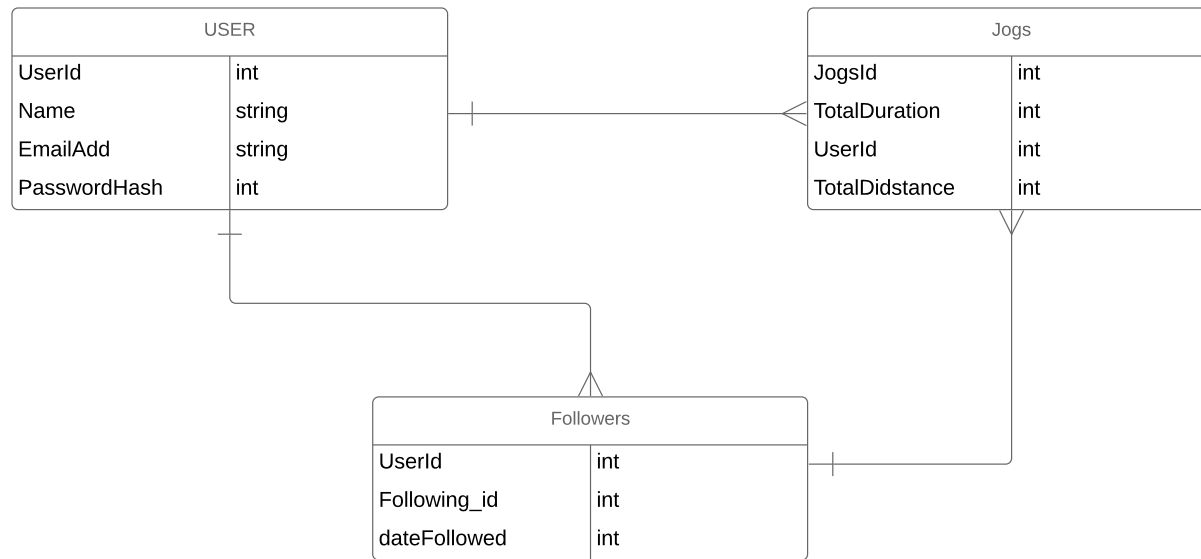 USER
UserId int
Name string
EmailAdd string
PasswordHash int
Jogs
JogsId int
TotalDuration int
UserId int
TotalDidstance int
Followers
UserId int
Following_id int
dateFollowed int